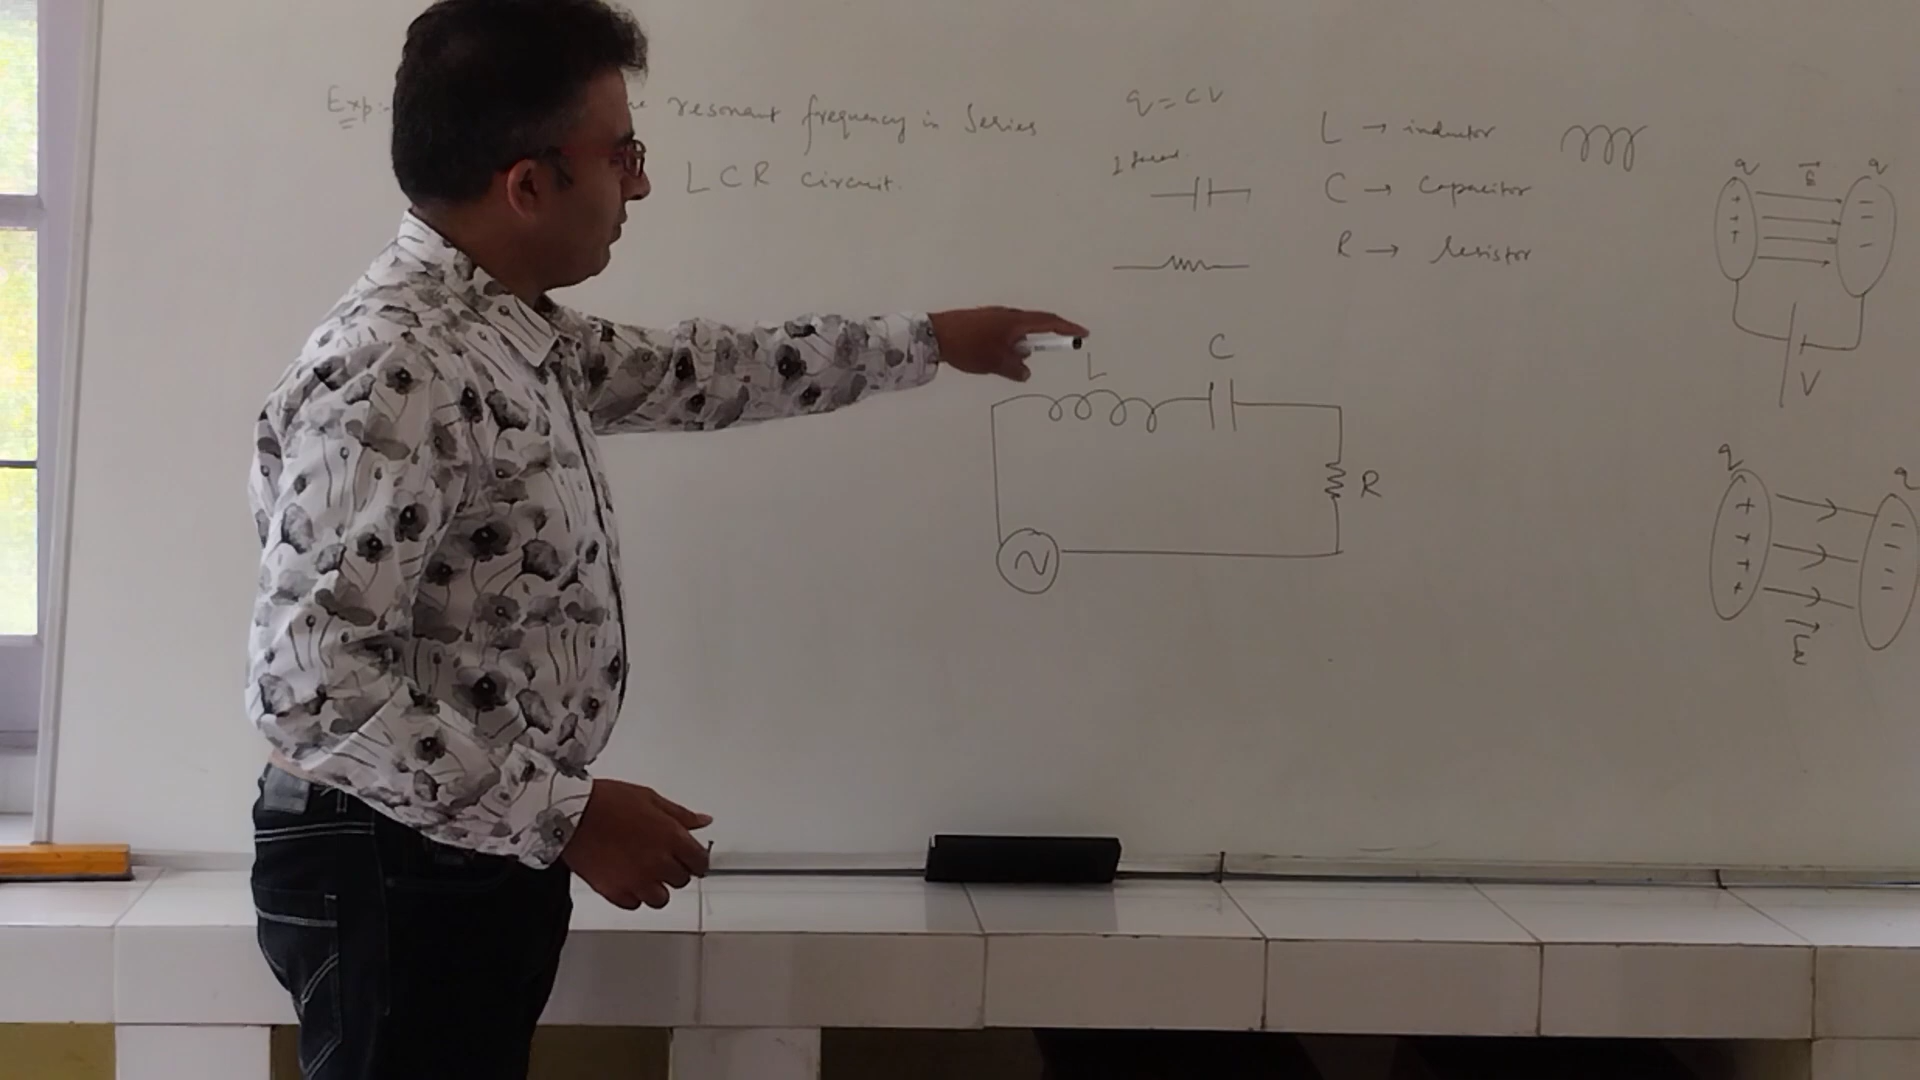 Exp:- resonant frequency in Series
LCR circuit.
q = CV
L → inductor
C → Capacitor
R → Resistor
L
C
R
q
E
q
+ + +
V
q
q
+ + + +
E